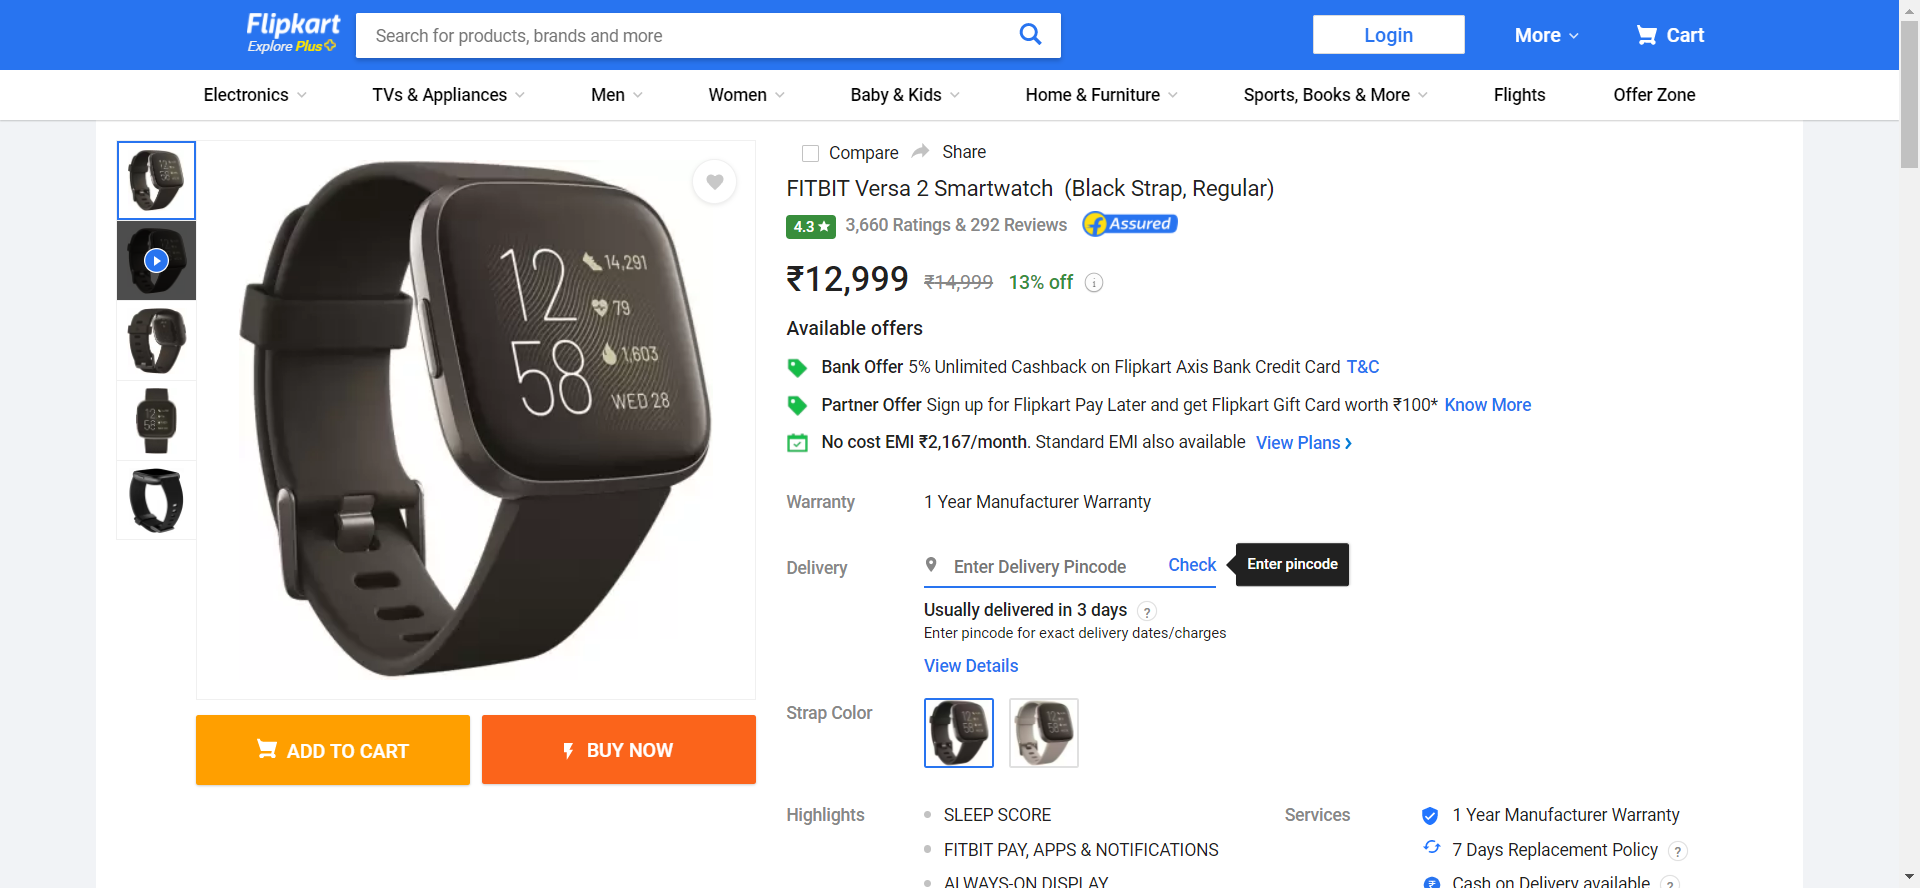 Flipkart
Explore Plus
Search for products, brands and more
Login
More
Cart
Electronics
TVs & Appliances
Men
Women
Baby & Kids
Home & Furniture
Sports, Books & More
Flights
Offer Zone
Compare
Share
FITBIT Versa 2 Smartwatch (Black Strap, Regular)
4.3 ★ 3,660 Ratings & 292 Reviews
f Assured
₹12,999 ₹14,999 13% off
Available offers
Bank Offer 5% Unlimited Cashback on Flipkart Axis Bank Credit Card T&C
Partner Offer Sign up for Flipkart Pay Later and get Flipkart Gift Card worth ₹100* Know More
No cost EMI ₹2,167/month. Standard EMI also available View Plans
Warranty
1 Year Manufacturer Warranty
Delivery
Enter Delivery Pincode
Check
Enter pincode
Usually delivered in 3 days ?
Enter pincode for exact delivery dates/charges
View Details
Strap Color
12
58
14,291
79
1,603
WED 28
ADD TO CART
BUY NOW
Highlights
SLEEP SCORE
FITBIT PAY, APPS & NOTIFICATIONS
ALWAYS-ON DISPLAY
Services
1 Year Manufacturer Warranty
7 Days Replacement Policy ?
Cash on Delivery available ?